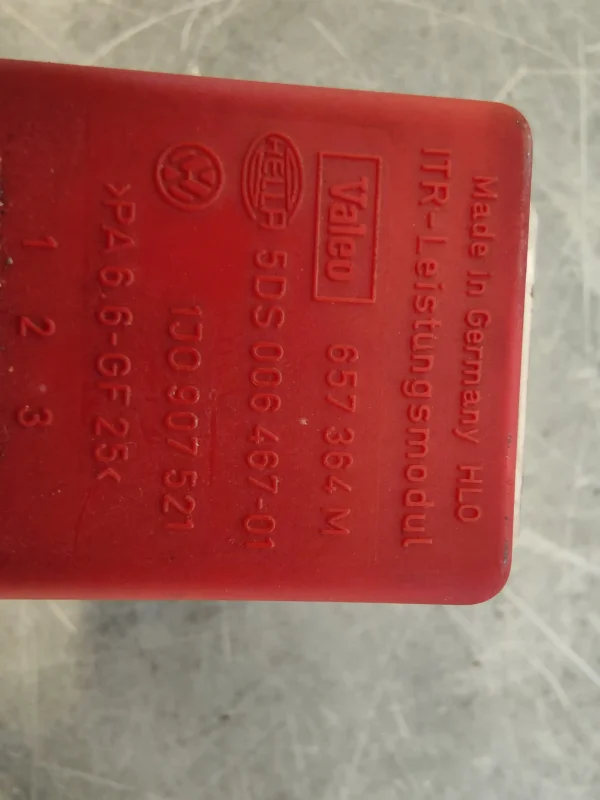 Made in Germany HLO
ITR-Leistungsmodul
Valeo 657 364 M
HELLA 5DS 006 467-01
VW 1J0 907 521
>PA 6.6-GF 25<
1 2 3